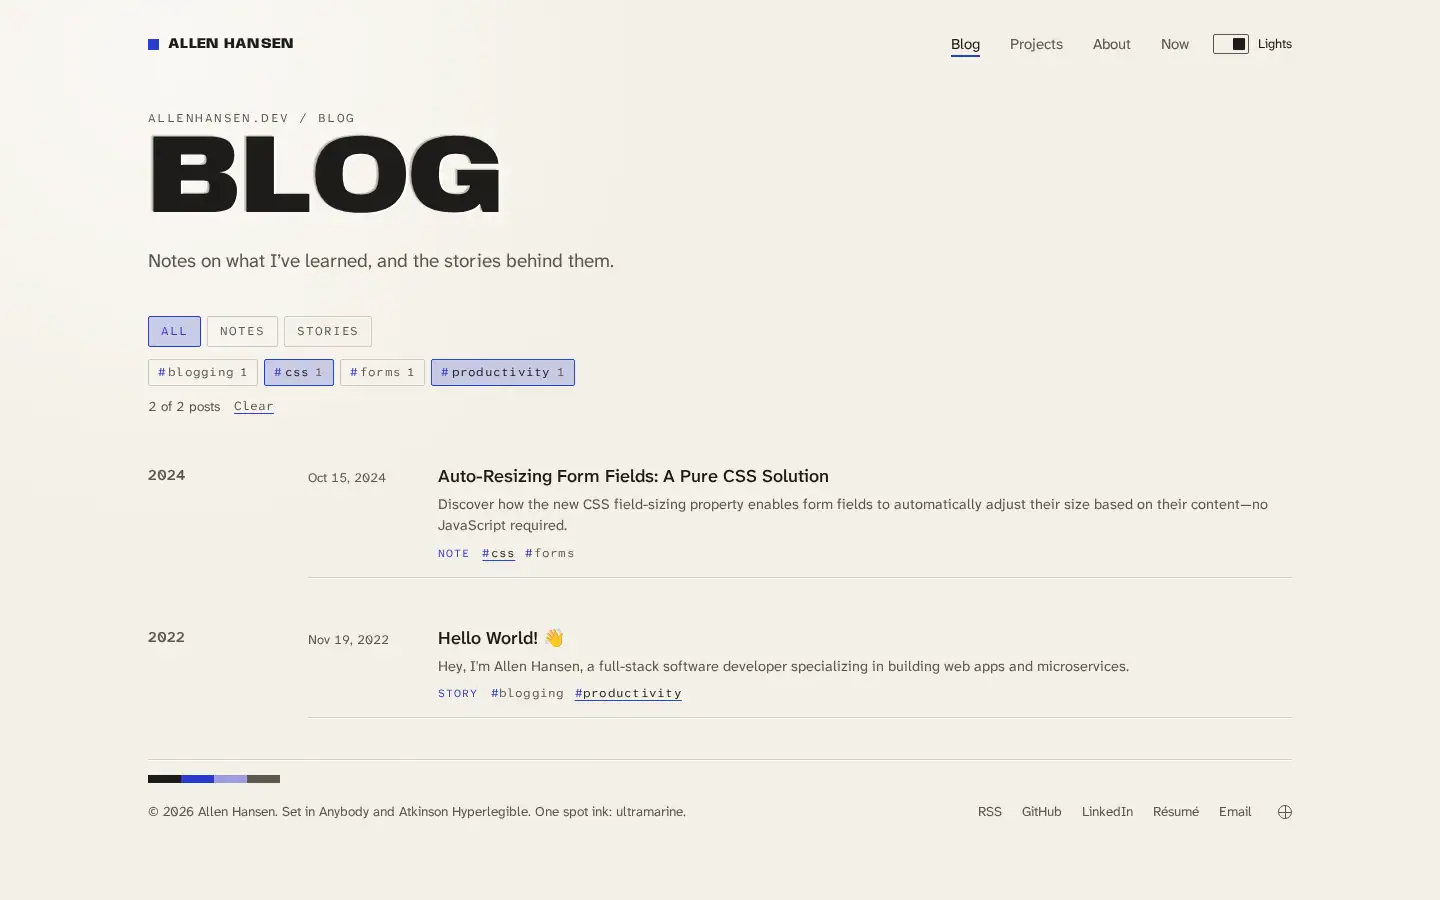 ALLEN HANSEN
Blog Projects About Now Lights
ALLENHANSEN.DEV / BLOG
BLOG
Notes on what I’ve learned, and the stories behind them.
ALL NOTES STORIES
#blogging 1 #css 1 #forms 1 #productivity 1
2 of 2 posts Clear
2024 Oct 15, 2024 Auto-Resizing Form Fields: A Pure CSS Solution
Discover how the new CSS field-sizing property enables form fields to automatically adjust their size based on their content—no
JavaScript required.
NOTE #css #forms
2022 Nov 19, 2022 Hello World! 👋
Hey, I'm Allen Hansen, a full-stack software developer specializing in building web apps and microservices.
STORY #blogging #productivity
© 2026 Allen Hansen. Set in Anybody and Atkinson Hyperlegible. One spot ink: ultramarine. RSS GitHub LinkedIn Résumé Email